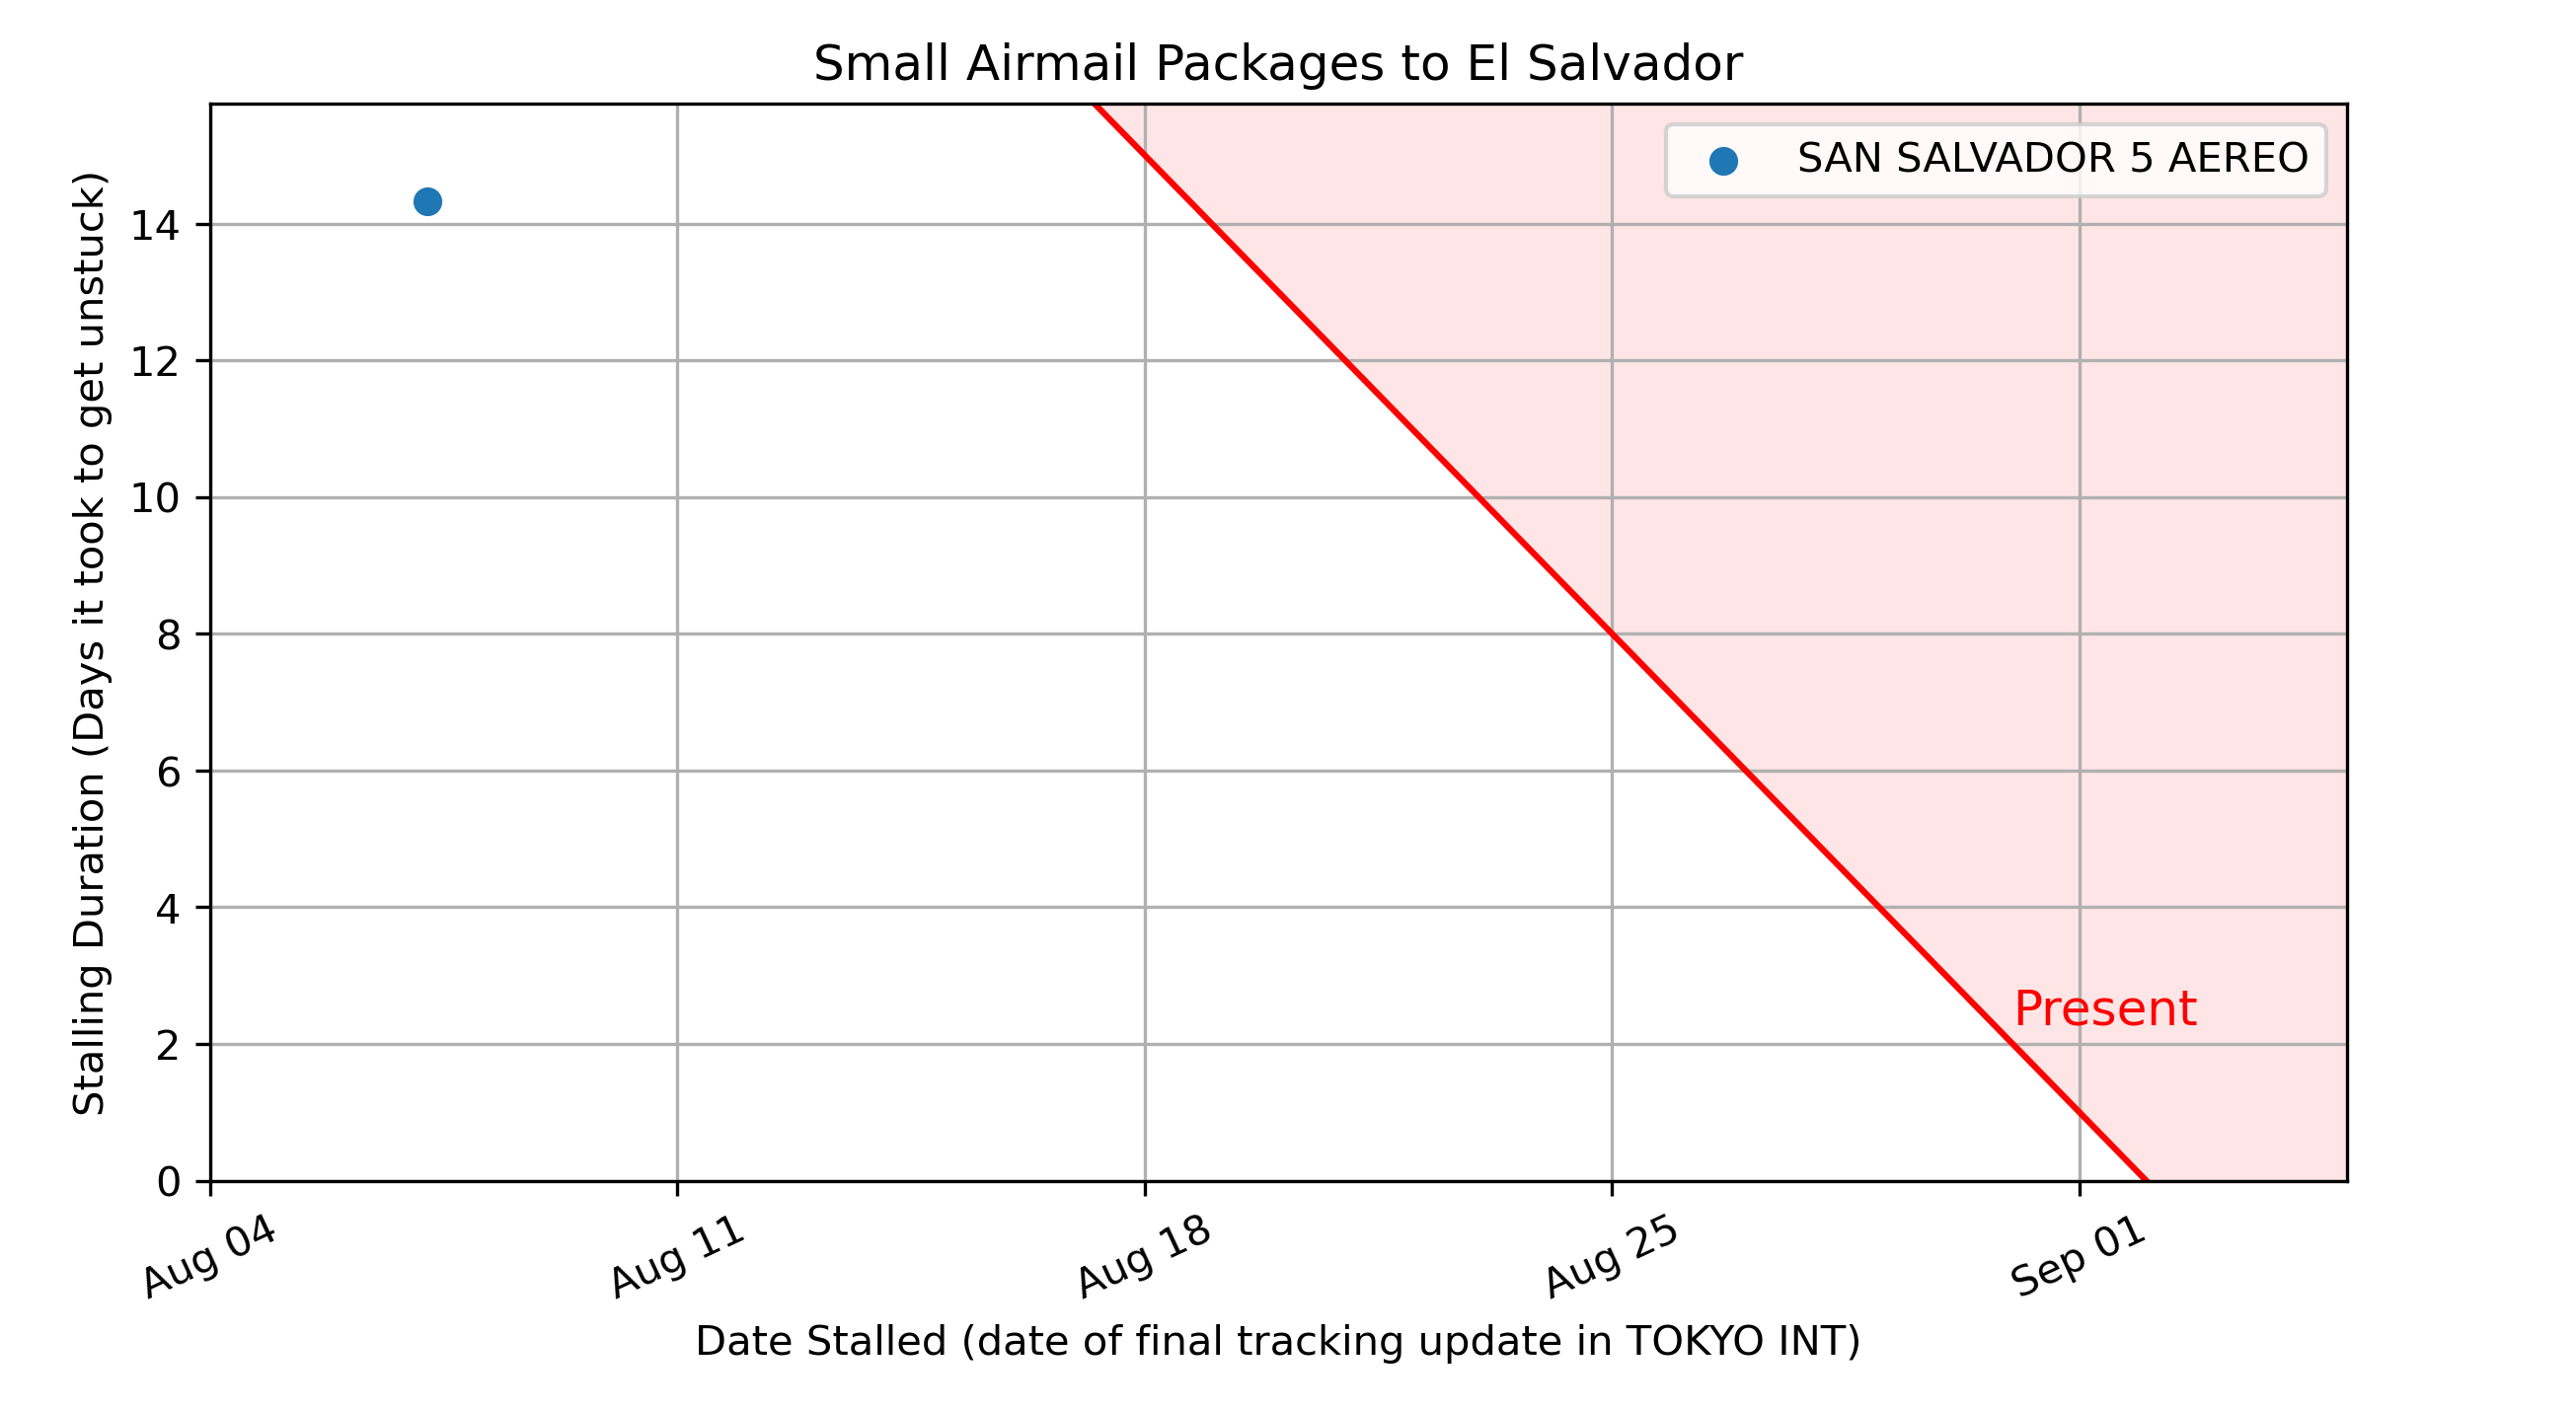 Small Airmail Packages to El Salvador
SAN SALVADOR 5 AEREO
Stalling Duration (Days it took to get unstuck)
14
12
10
8
6
4
2
0
Present
Aug 04
Aug 11
Aug 18
Aug 25
Sep 01
Date Stalled (date of final tracking update in TOKYO INT)